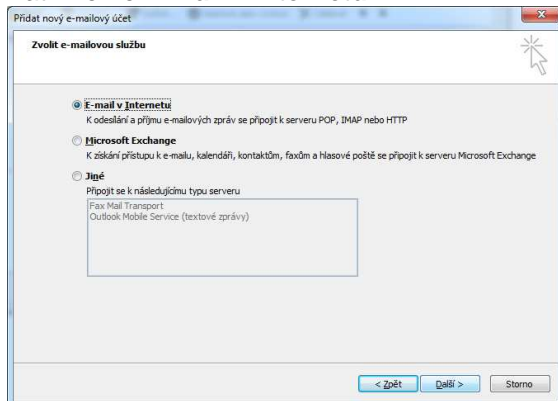 Přidat nový e-mailový účet
Zvolit e-mailovou službu
E-mail v Internetu
K odesílání a příjmu e-mailových zpráv se připojit k serveru POP, IMAP nebo HTTP
Microsoft Exchange
K získání přístupu k e-mailu, kalendáři, kontaktům, faxům a hlasové poště se připojit k serveru Microsoft Exchange
Jiné
Připojit se k následujícímu typu serveru
Fax Mail Transport
Outlook Mobile Service (textové zprávy)
< Zpět
Další >
Storno